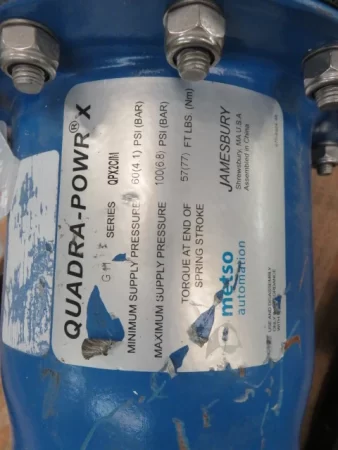 QUADRA-POWR® X
SERIES QPX2C/M
MINIMUM SUPPLY PRESSURE 60(4.1) PSI (BAR)
MAXIMUM SUPPLY PRESSURE 100(6.8) PSI (BAR)
TORQUE AT END OF
SPRING STROKE 57(77) FT LBS. (Nm)
metso
automation
JAMESBURY
Shrewsbury, MA U.S.A
Assembled in China